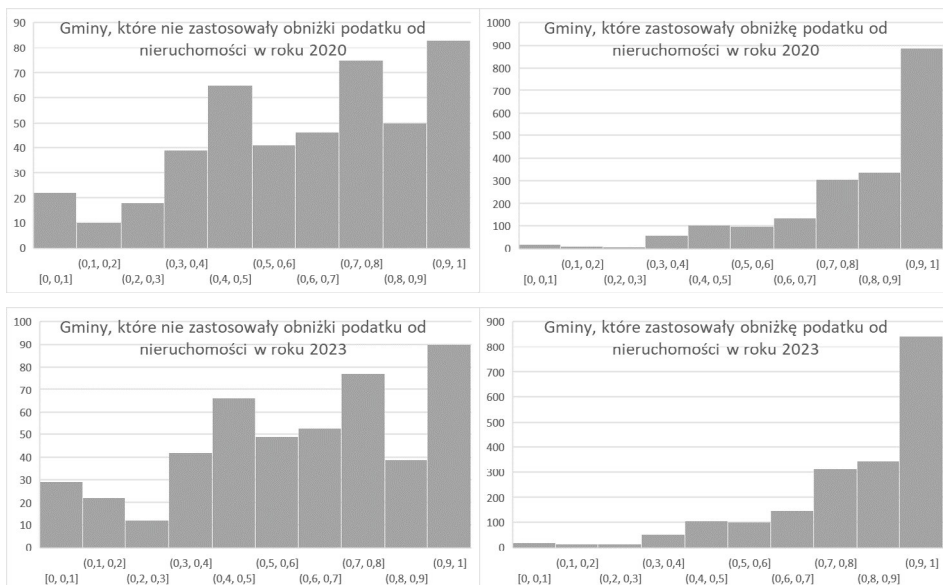 Gminy, które nie zastosowały obniżki podatku od
nieruchomości w roku 2020
90
80
70
60
50
40
30
20
10
0
(0,1, 0,2] (0,3, 0,4] (0,5, 0,6] (0,7, 0,8] (0,9, 1]
[0, 0,1] (0,2, 0,3] (0,4, 0,5] (0,6, 0,7] (0,8, 0,9]
Gminy, które zastosowały obniżkę podatku od
nieruchomości w roku 2020
1000
900
800
700
600
500
400
300
200
100
0
(0,1, 0,2] (0,3, 0,4] (0,5, 0,6] (0,7, 0,8] (0,9, 1]
[0, 0,1] (0,2, 0,3] (0,4, 0,5] (0,6, 0,7] (0,8, 0,9]
Gminy, które nie zastosowały obniżki podatku od
nieruchomości w roku 2023
100
90
80
70
60
50
40
30
20
10
0
(0,1, 0,2] (0,3, 0,4] (0,5, 0,6] (0,7, 0,8] (0,9, 1]
[0, 0,1] (0,2, 0,3] (0,4, 0,5] (0,6, 0,7] (0,8, 0,9]
Gminy, które zastosowały obniżkę podatku od
nieruchomości w roku 2023
900
800
700
600
500
400
300
200
100
0
(0,1, 0,2] (0,3, 0,4] (0,5, 0,6] (0,7, 0,8] (0,9, 1]
[0, 0,1] (0,2, 0,3] (0,4, 0,5] (0,6, 0,7] (0,8, 0,9]